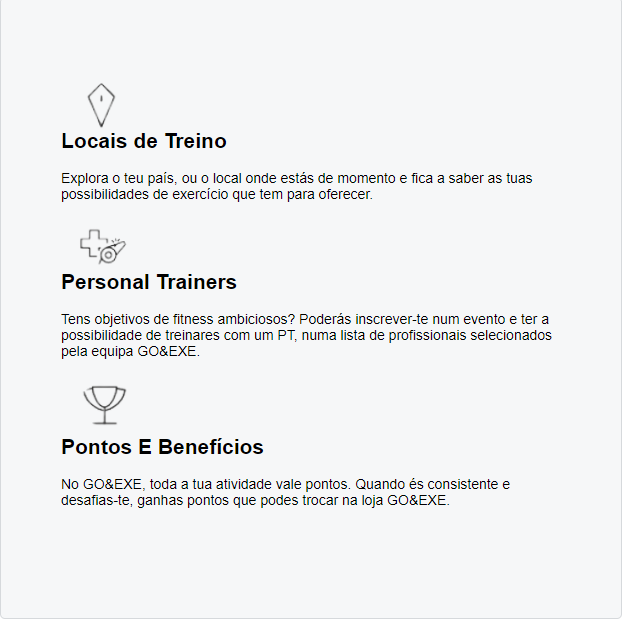 Locais de Treino
Explora o teu país, ou o local onde estás de momento e fica a saber as tuas
possibilidades de exercício que tem para oferecer.
Personal Trainers
Tens objetivos de fitness ambiciosos? Poderás inscrever-te num evento e ter a
possibilidade de treinares com um PT, numa lista de profissionais selecionados
pela equipa GO&EXE.
Pontos E Benefícios
No GO&EXE, toda a tua atividade vale pontos. Quando és consistente e
desafias-te, ganhas pontos que podes trocar na loja GO&EXE.